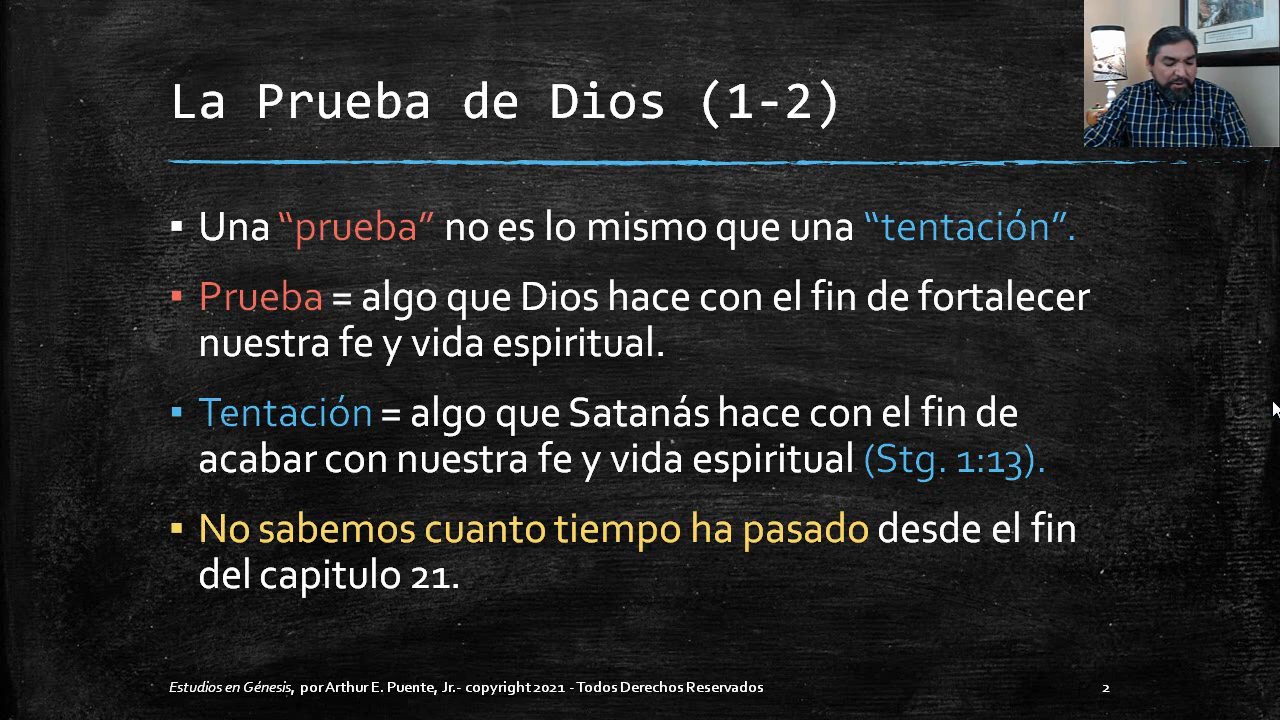 La Prueba de Dios (1-2)
▪ Una “prueba” no es lo mismo que una “tentación”.
▪ Prueba = algo que Dios hace con el fin de fortalecer
nuestra fe y vida espiritual.
▪ Tentación = algo que Satanás hace con el fin de
acabar con nuestra fe y vida espiritual (Stg. 1:13).
▪ No sabemos cuanto tiempo ha pasado desde el fin
del capitulo 21.
Estudios en Génesis, por Arthur E. Puente, Jr.- copyright 2021 - Todos Derechos Reservados
2